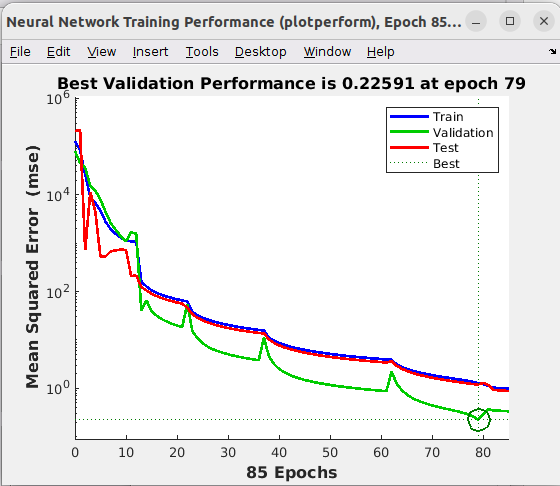 Neural Network Training Performance (plotperform), Epoch 85...
File Edit View Insert Tools Desktop Window Help
Best Validation Performance is 0.22591 at epoch 79
10^6
10^4
10^2
10^0
Mean Squared Error (mse)
Train
Validation
Test
Best
0 10 20 30 40 50 60 70 80
85 Epochs